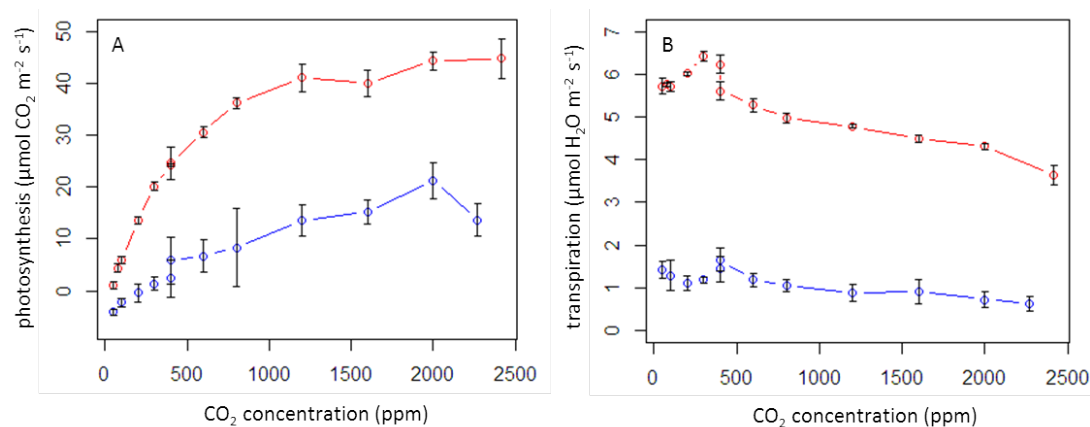 A
photosynthesis (µmol CO₂ m⁻² s⁻¹)
50
40
30
20
10
0
0 500 1000 1500 2000 2500
CO₂ concentration (ppm)
B
transpiration (µmol H₂O m⁻² s⁻¹)
7
6
5
4
3
2
1
0
0 500 1000 1500 2000 2500
CO₂ concentration (ppm)